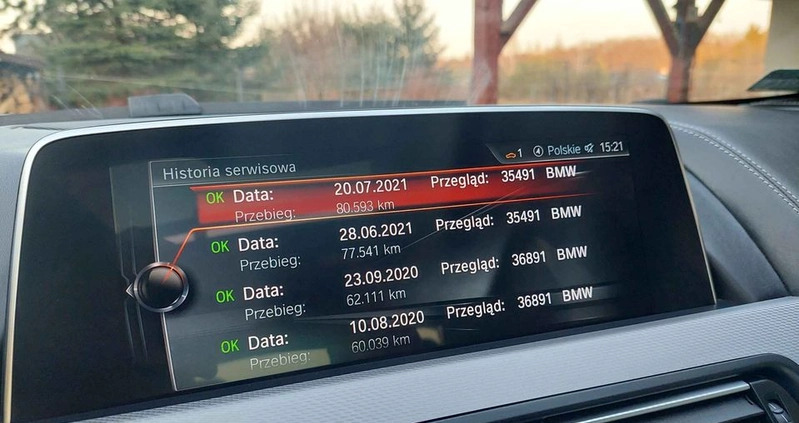 1 Polskie 15:21
Historia serwisowa
OK Data: 20.07.2021 Przegląd: 35491 BMW
Przebieg: 80.593 km
OK Data: 28.06.2021 Przegląd: 35491 BMW
Przebieg: 77.541 km
OK Data: 23.09.2020 Przegląd: 36891 BMW
Przebieg: 62.111 km
OK Data: 10.08.2020 Przegląd: 36891 BMW
Przebieg: 60.039 km